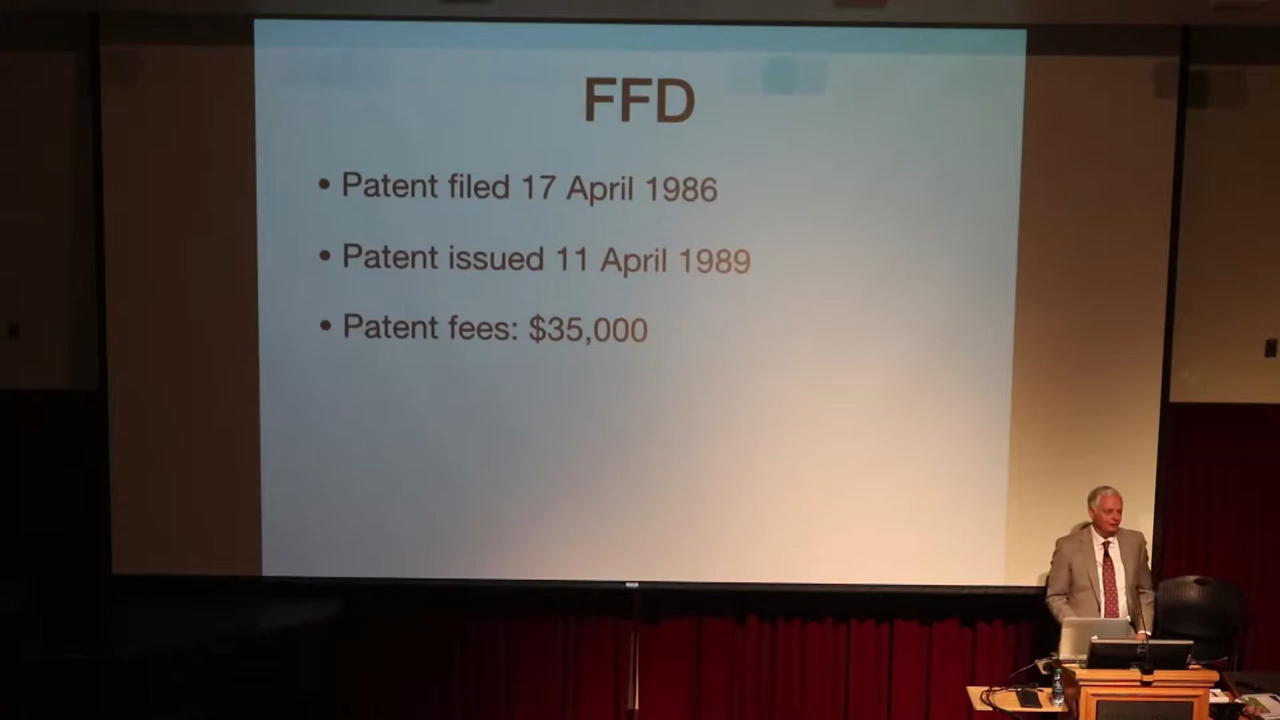 FFD
• Patent filed 17 April 1986
• Patent issued 11 April 1989
• Patent fees: $35,000